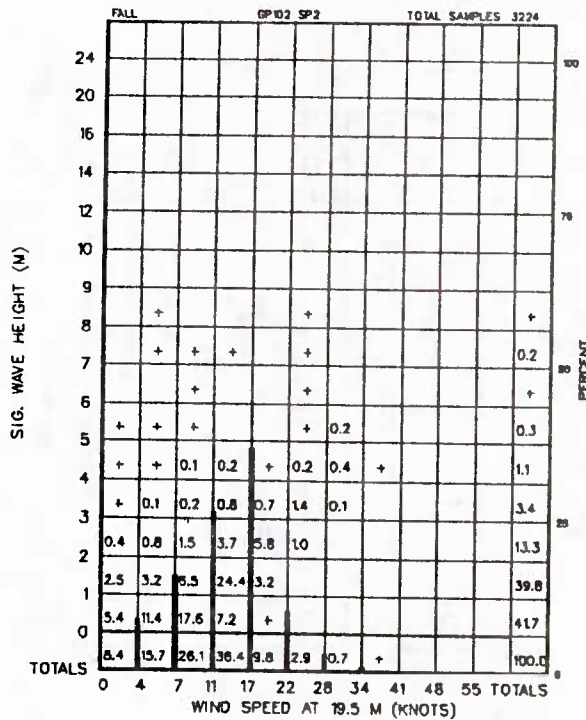 FALL GP102 SP2 TOTAL SAMPLES 3224
24 100
20
16
14
12 75
10
9
8 + + +
7 + + + + 0.2 50
6 + + +
5 + + + + 0.2 0.3
4 + + 0.1 0.2 + 0.2 0.4 + 1.1
3 + 0.1 0.2 0.8 0.7 1.4 0.1 3.4 25
2 0.4 0.8 1.5 3.7 5.8 1.0 13.3
1 2.5 3.2 6.5 24.4 3.2 39.8
0 5.4 11.4 17.6 7.2 + 41.7
TOTALS 8.4 15.7 26.1 36.4 9.8 2.9 0.7 + 100.0 0
0 4 7 11 17 22 28 34 41 48 55 TOTALS
WIND SPEED AT 19.5 M (KNOTS)
SIG. WAVE HEIGHT (M)
PERCENT